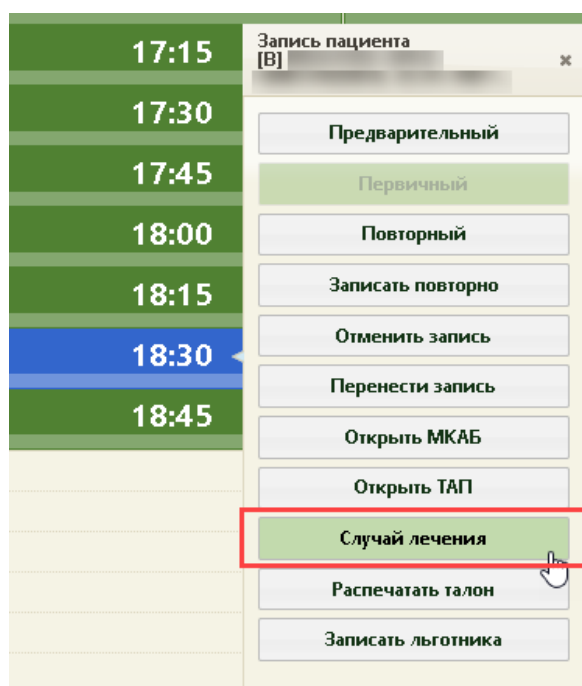 17:15
17:30
17:45
18:00
18:15
18:30
18:45
Запись пациента
[В]
Предварительный
Первичный
Повторный
Записать повторно
Отменить запись
Перенести запись
Открыть МКАБ
Открыть ТАП
Случай лечения
Распечатать талон
Записать льготника